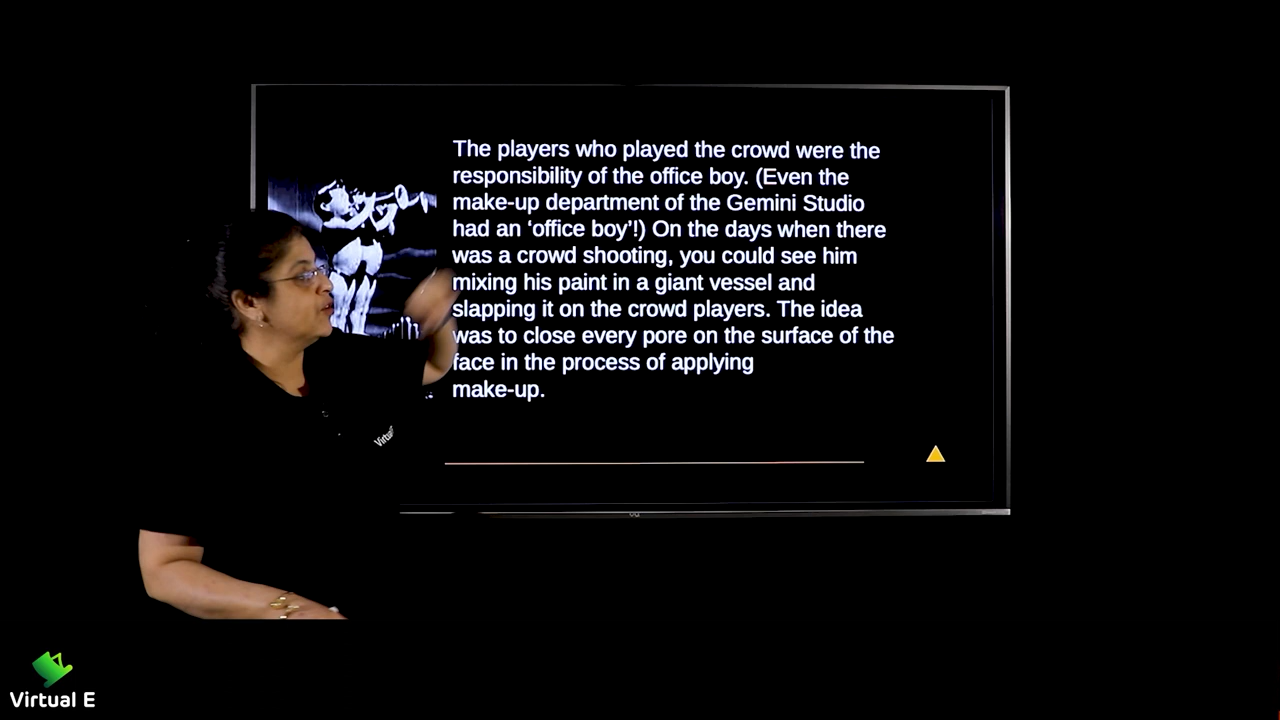 The players who played the crowd were the
responsibility of the office boy. (Even the
make-up department of the Gemini Studio
had an ‘office boy’!) On the days when there
was a crowd shooting, you could see him
mixing his paint in a giant vessel and
slapping it on the crowd players. The idea
was to close every pore on the surface of the
face in the process of applying
make-up.
Virtual E